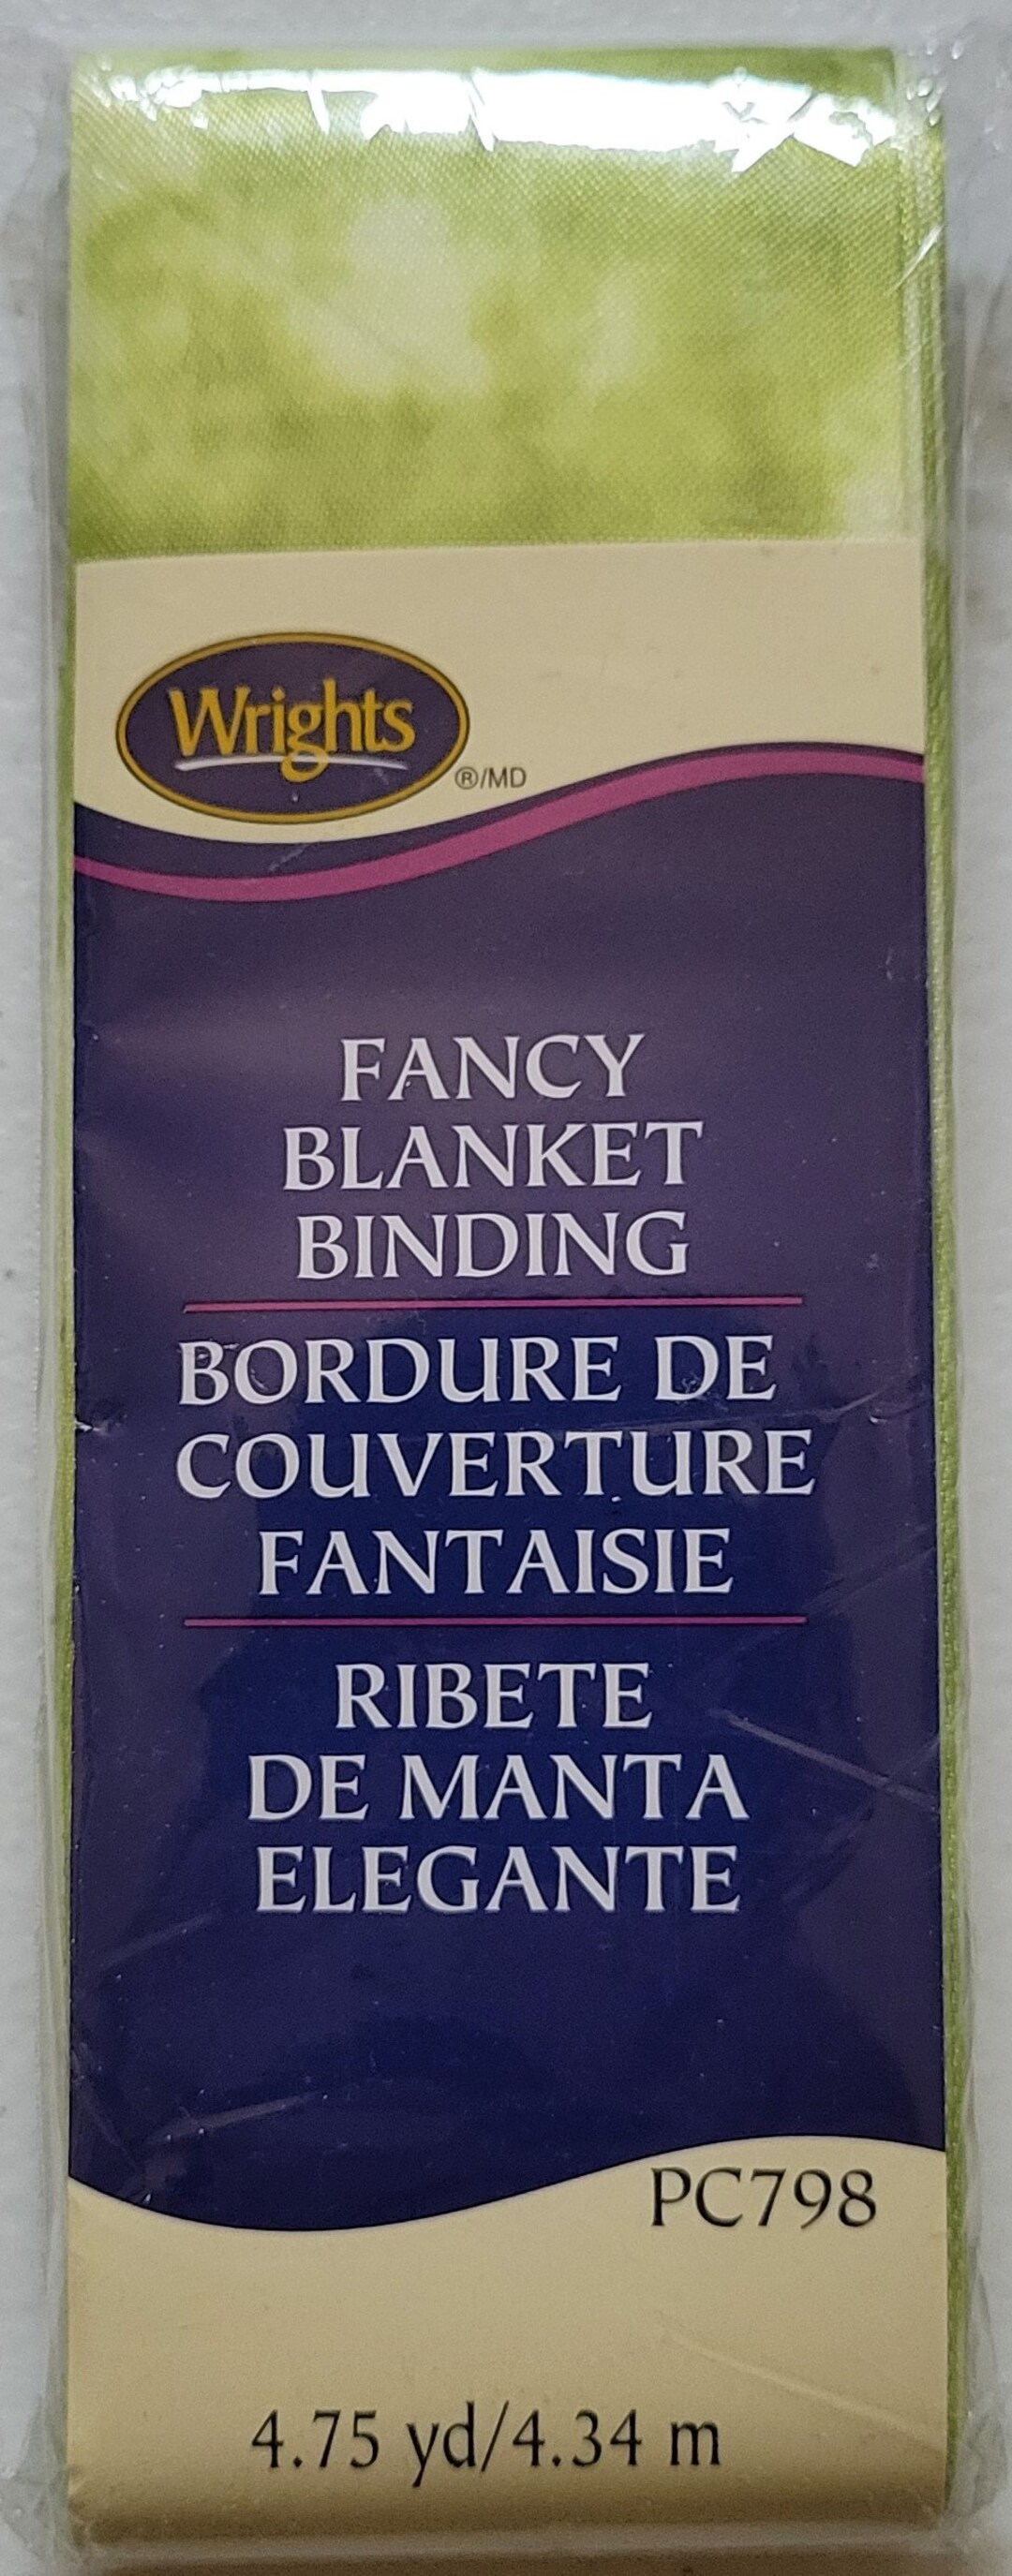 Wrights
®/MD
FANCY
BLANKET
BINDING
BORDURE DE
COUVERTURE
FANTAISIE
RIBETE
DE MANTA
ELEGANTE
PC798
4.75 yd/4.34 m